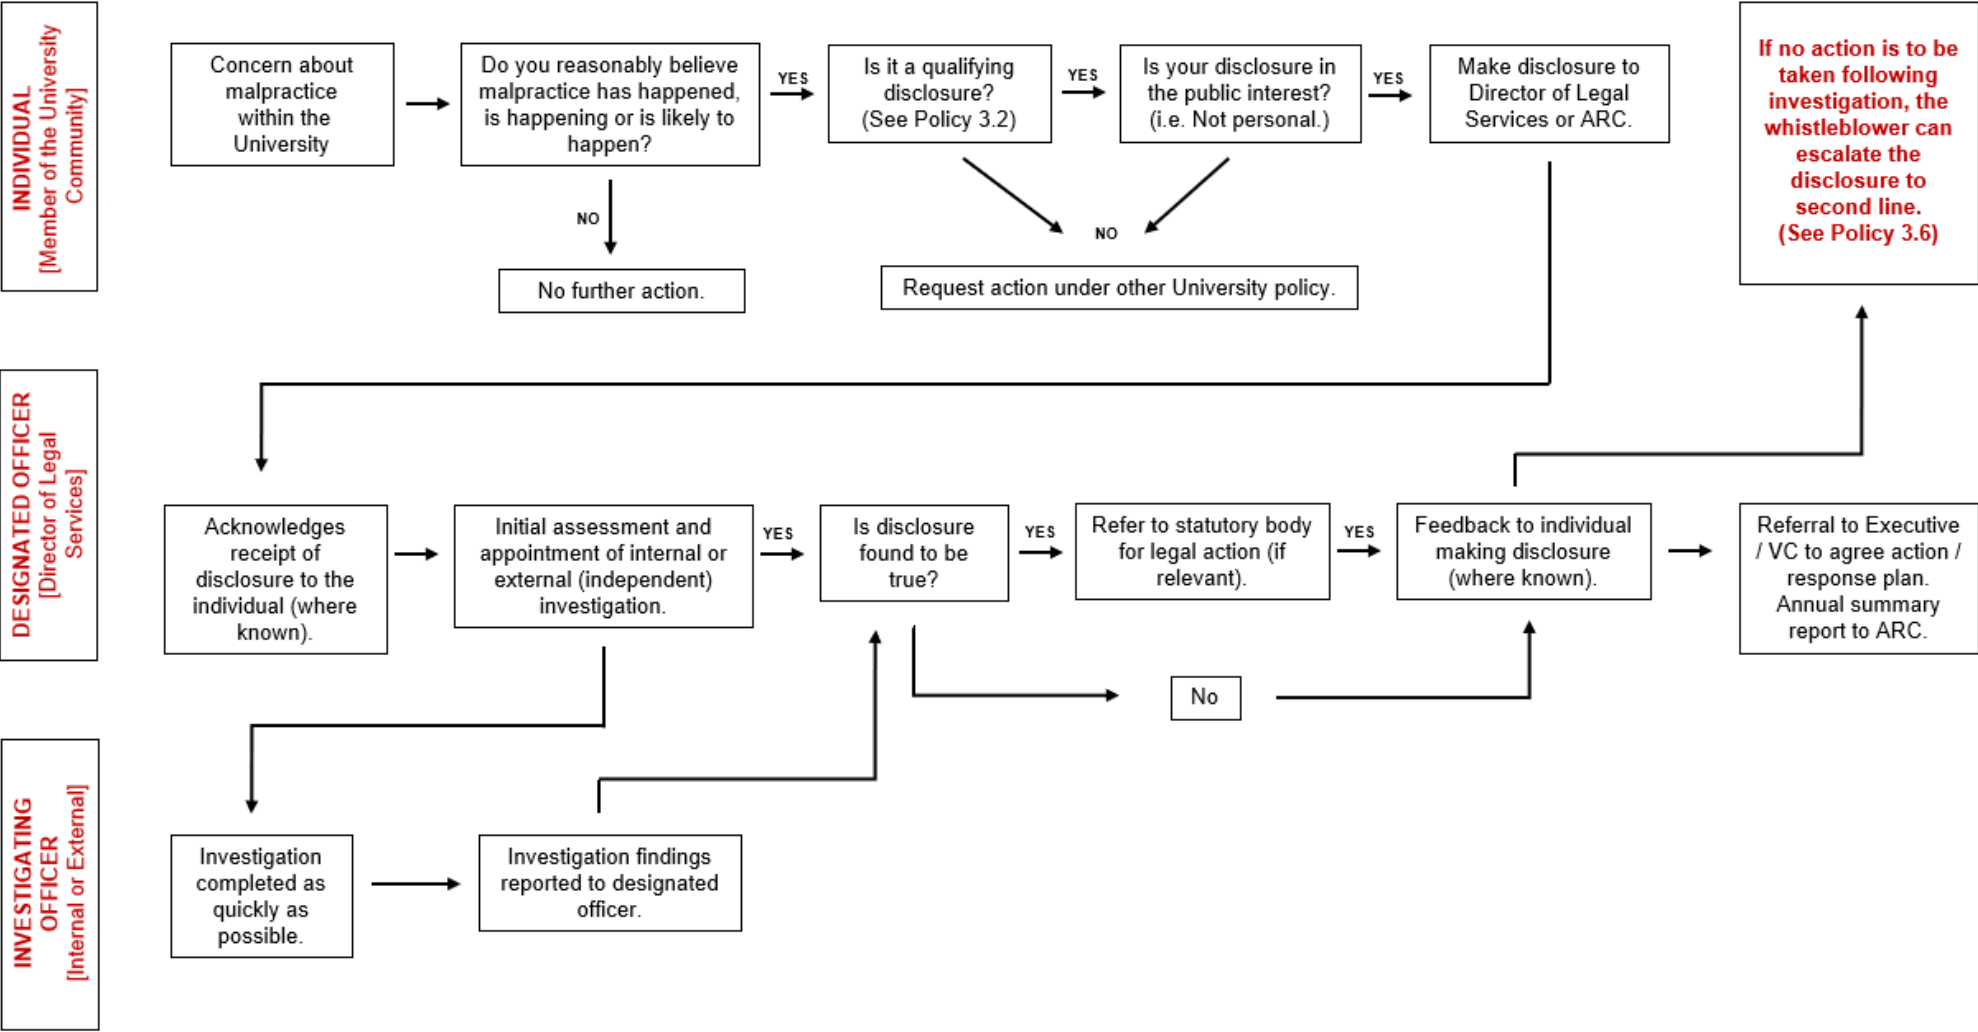 INDIVIDUAL
[Member of the University
Community]
Concern about
malpractice
within the
University
Do you reasonably believe
malpractice has happened,
is happening or is likely to
happen?
YES
Is it a qualifying
disclosure?
(See Policy 3.2)
YES
Is your disclosure in
the public interest?
(i.e. Not personal.)
YES
Make disclosure to
Director of Legal
Services or ARC.
If no action is to be
taken following
investigation, the
whistleblower can
escalate the
disclosure to
second line.
(See Policy 3.6)
NO
No further action.
NO
Request action under other University policy.
DESIGNATED OFFICER
[Director of Legal
Services]
Acknowledges
receipt of
disclosure to the
individual (where
known).
Initial assessment and
appointment of internal or
external (independent)
investigation.
YES
Is disclosure
found to be
true?
YES
Refer to statutory body
for legal action (if
relevant).
YES
Feedback to individual
making disclosure
(where known).
Referral to Executive
/ VC to agree action /
response plan.
Annual summary
report to ARC.
No
INVESTIGATING
OFFICER
[Internal or External]
Investigation
completed as
quickly as
possible.
Investigation findings
reported to designated
officer.